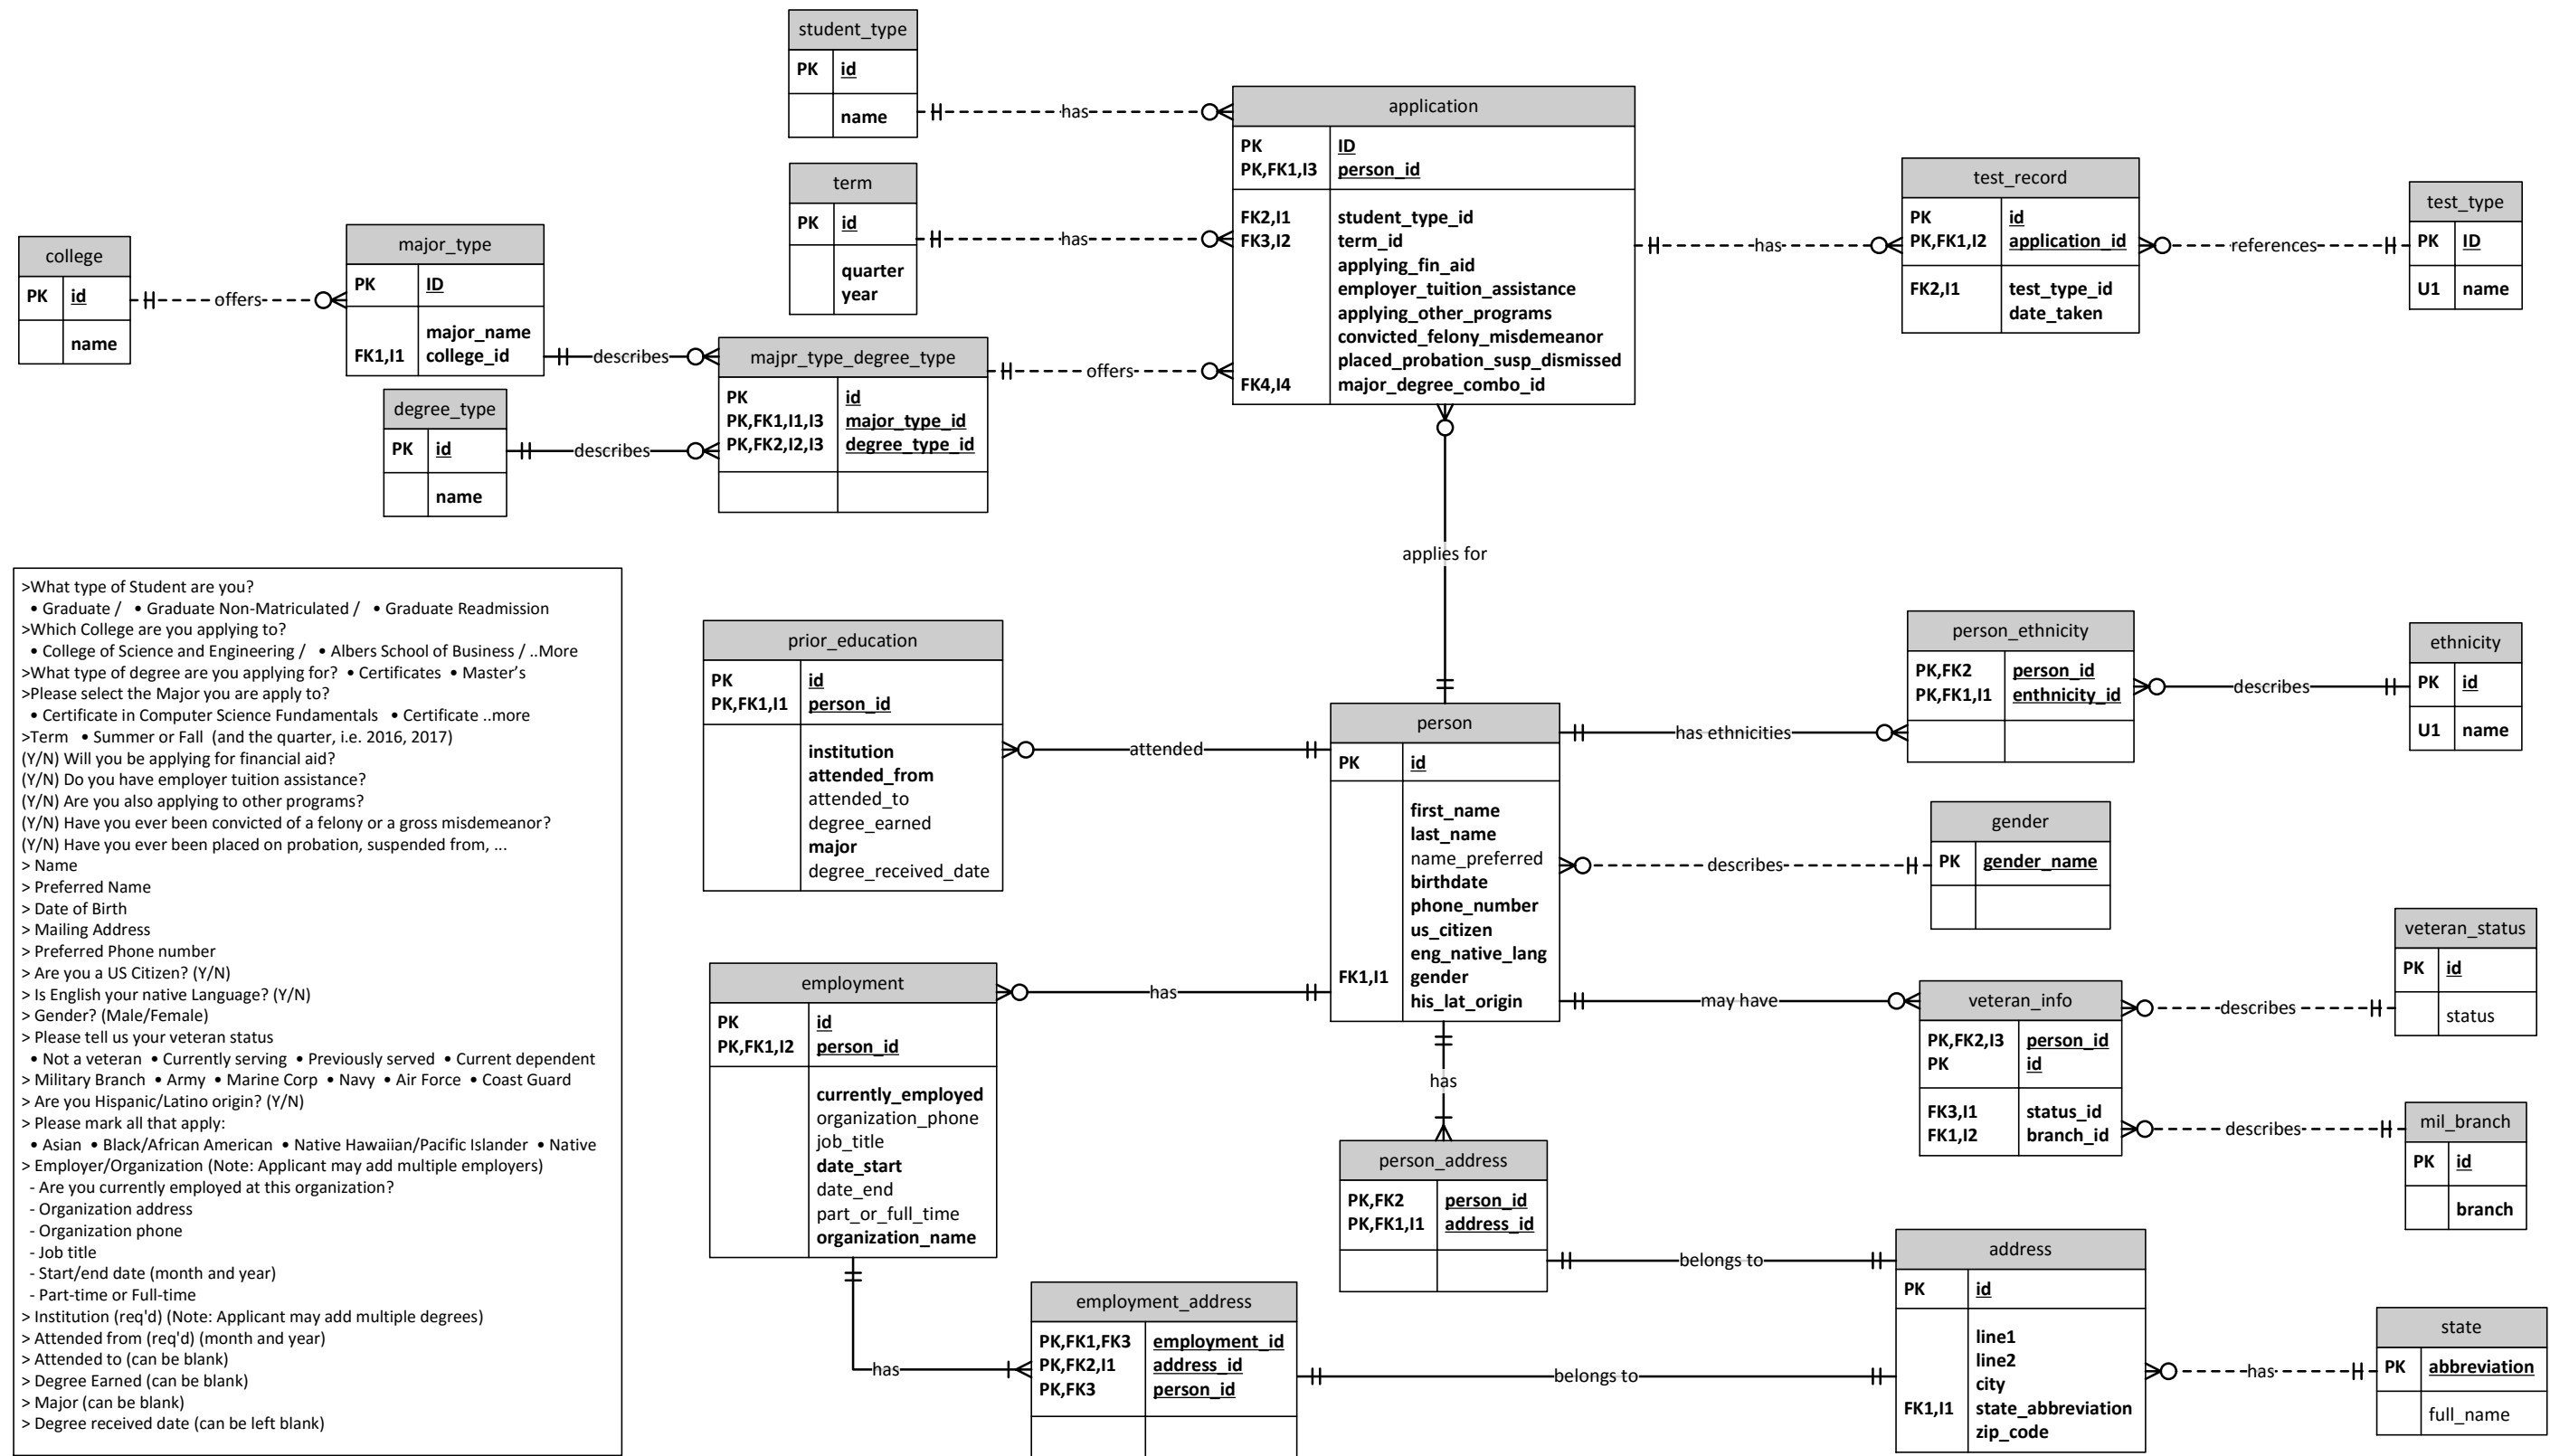 student_type
PK id
name
has
application
PK ID
PK,FK1,I3 person_id
FK2,I1 student_type_id
FK3,I2 term_id
applying_fin_aid
employer_tuition_assistance
applying_other_programs
convicted_felony_misdemeanor
placed_probation_susp_dismissed
FK4,I4 major_degree_combo_id
term
PK id
quarter
year
has
has
test_record
PK id
PK,FK1,I2 application_id
FK2,I1 test_type_id
date_taken
references
test_type
PK ID
U1 name
college
PK id
name
offers
major_type
PK ID
major_name
FK1,I1 college_id
describes
majpr_type_degree_type
PK id
PK,FK1,I1,I3 major_type_id
PK,FK2,I2,I3 degree_type_id
offers
degree_type
PK id
name
describes
applies for
>What type of Student are you?
• Graduate / • Graduate Non-Matriculated / • Graduate Readmission
>Which College are you applying to?
• College of Science and Engineering / • Albers School of Business / ..More
>What type of degree are you applying for? • Certificates • Master's
>Please select the Major you are apply to?
• Certificate in Computer Science Fundamentals • Certificate ..more
>Term • Summer or Fall (and the quarter, i.e. 2016, 2017)
(Y/N) Will you be applying for financial aid?
(Y/N) Do you have employer tuition assistance?
(Y/N) Are you also applying to other programs?
(Y/N) Have you ever been convicted of a felony or a gross misdemeanor?
(Y/N) Have you ever been placed on probation, suspended from, ...
> Name
> Preferred Name
> Date of Birth
> Mailing Address
> Preferred Phone number
> Are you a US Citizen? (Y/N)
> Is English your native Language? (Y/N)
> Gender? (Male/Female)
> Please tell us your veteran status
• Not a veteran • Currently serving • Previously served • Current dependent
> Military Branch • Army • Marine Corp • Navy • Air Force • Coast Guard
> Are you Hispanic/Latino origin? (Y/N)
> Please mark all that apply:
• Asian • Black/African American • Native Hawaiian/Pacific Islander • Native
> Employer/Organization (Note: Applicant may add multiple employers)
- Are you currently employed at this organization?
- Organization address
- Organization phone
- Job title
- Start/end date (month and year)
- Part-time or Full-time
> Institution (req'd) (Note: Applicant may add multiple degrees)
> Attended from (req'd) (month and year)
> Attended to (can be blank)
> Degree Earned (can be blank)
> Major (can be blank)
> Degree received date (can be left blank)
prior_education
PK id
PK,FK1,I1 person_id
institution
attended_from
attended_to
degree_earned
major
degree_received_date
attended
person
PK id
first_name
last_name
name_preferred
birthdate
phone_number
us_citizen
eng_native_lang
FK1,I1 gender
his_lat_origin
has ethnicities
person_ethnicity
PK,FK2 person_id
PK,FK1,I1 enthnicity_id
describes
ethnicity
PK id
U1 name
describes
gender
PK gender_name
may have
veteran_info
PK,FK2,I3 person_id
PK id
FK3,I1 status_id
FK1,I2 branch_id
describes
veteran_status
PK id
status
describes
mil_branch
PK id
branch
employment
PK id
PK,FK1,I2 person_id
currently_employed
organization_phone
job_title
date_start
date_end
part_or_full_time
organization_name
has
has
person_address
PK,FK2 person_id
PK,FK1,I1 address_id
belongs to
address
PK id
line1
line2
city
FK1,I1 state_abbreviation
zip_code
has
state
PK abbreviation
full_name
has
employment_address
PK,FK1,FK3 employment_id
PK,FK2,I1 address_id
PK,FK3 person_id
belongs to